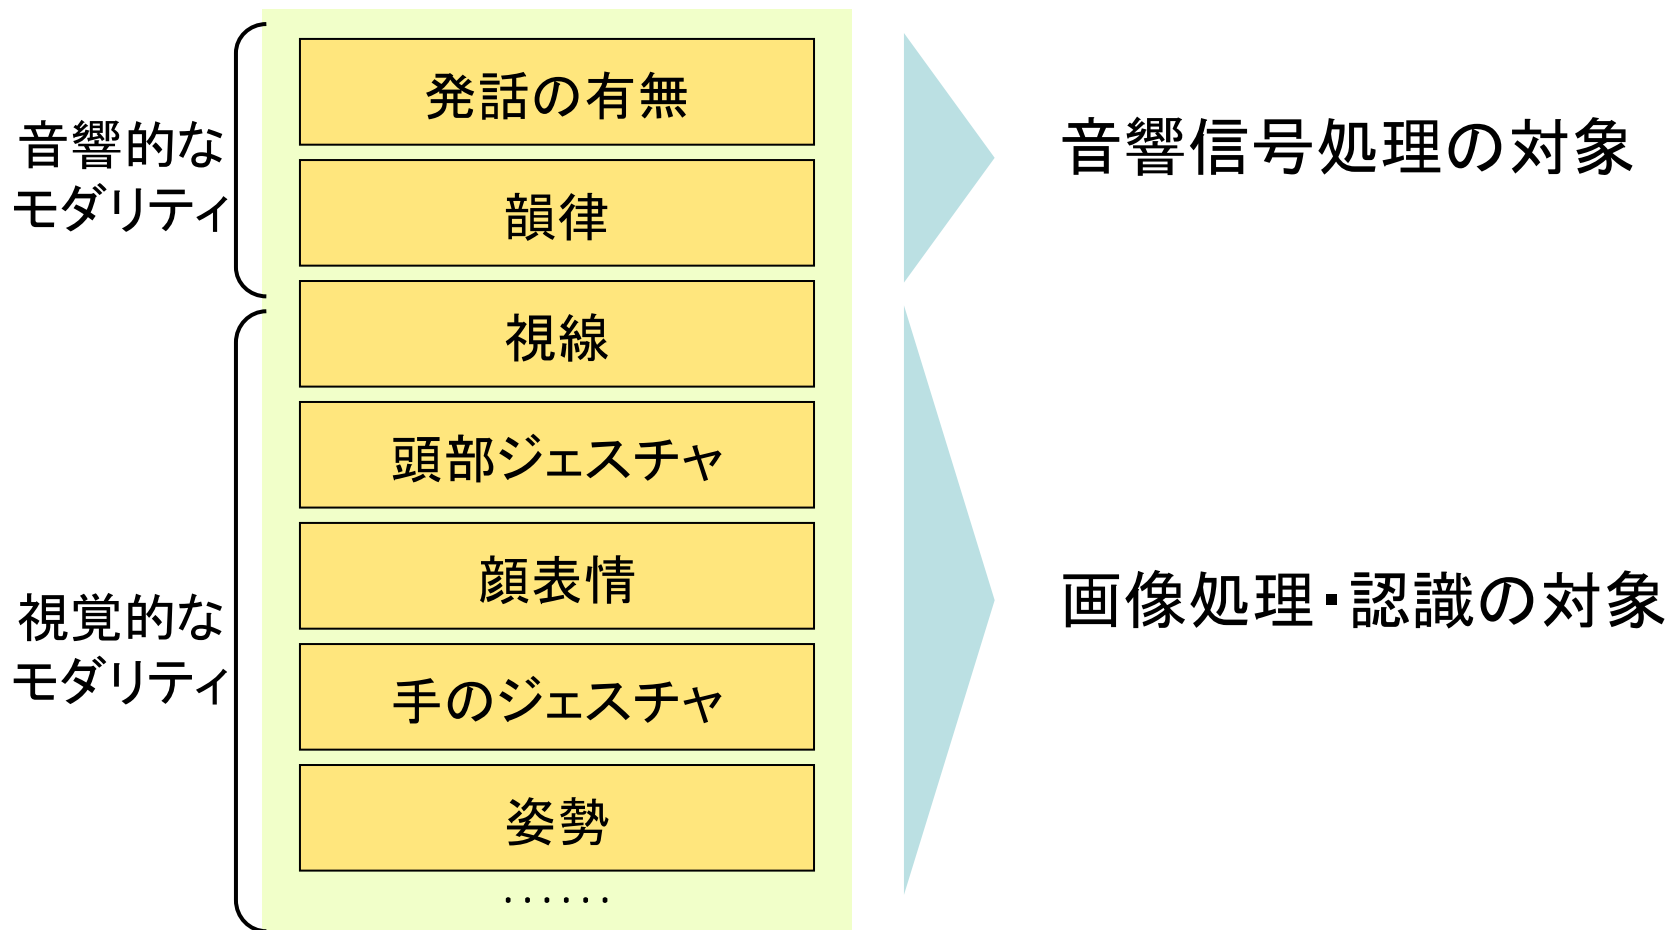 音響的な
モダリティ
発話の有無
韻律
音響信号処理の対象
視覚的な
モダリティ
視線
頭部ジェスチャ
顔表情
手のジェスチャ
姿勢
......
画像処理・認識の対象